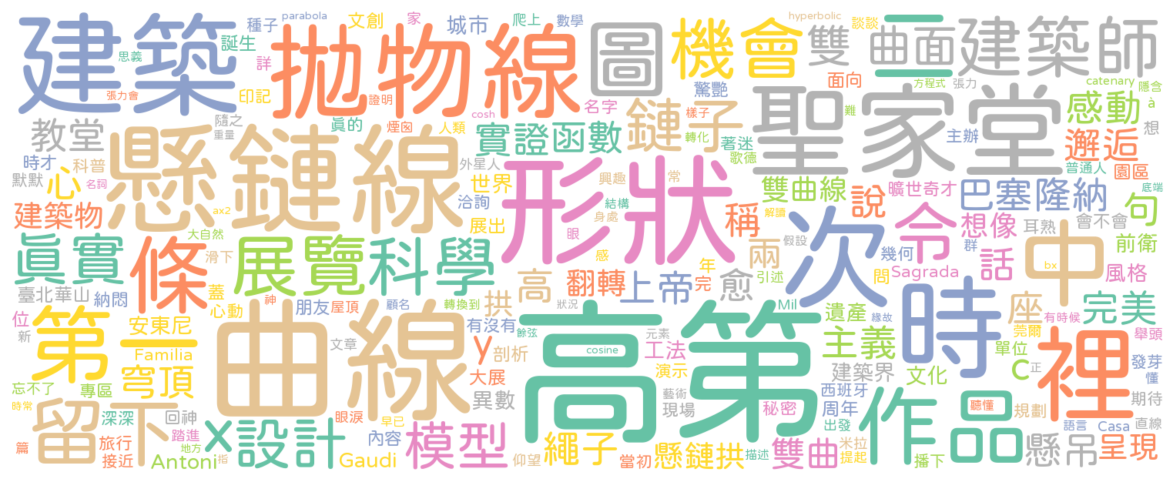 建築
拋物線
圖
機會
雙
曲面
二
建築師
思義
種子
parabola
誕生
文創
家
城市
爬上
數學
hyperbolic
談談
張力會
印記
詳
證明
煙囪
驚艷
名字
面向
方程式
張力
catenary
隱含
à
教堂
隨之
重量
真的
人類
cosh
實證函數
鏈子
樣子
轉化
著迷
歌德
聖家堂
難
感動
主辦
想
邂逅
時才
科普
默默
名詞
心
懸鏈線
外星人
世界
洽詢
展出
形狀
興趣
常
結構
身處
眼
感
雙曲線
說
曠世奇才
巴塞隆納
普通人
園區
底端
句
建築物
ax2
大自然
滑下
真實
條
展覽
科學
稱
兩
假設
解讀
次
令
想像
幾何
群
Sagrada
問
話
耳熟
會不會
前衛
中
bx
風格
臺北華山
納悶
蓋
心動
神
朋友
屋頂
顧名
轉換到
拱
高
翻轉
年
完
引述
上帝
愈
狀況
Mil
遺產
緣故
座
有時候
完美
莞爾
舉頭
位
新
第一
安東尼
Familia
穹頂
曲線
文章
有沒有
餘弦
y
剖析
大展
異數
高第
cosine
元素
工法
演示
藝術
現場
主義
建築界
文化
時
單位
C
正
裡
發芽
懂
期待
忘不了
專區
時常
留下
深深
回神
踏進
旅行
接近
地方
篇
Antoni
X
設計
指
眼淚
早已
內容
Gaudi
模型
仰望
繩子
當初
懸鏈拱
描述
秘密
雙曲
西班牙
周年
出發
米拉
提起
播下
作品
聽懂
規劃
懸吊
語言
Casa
直線
呈現